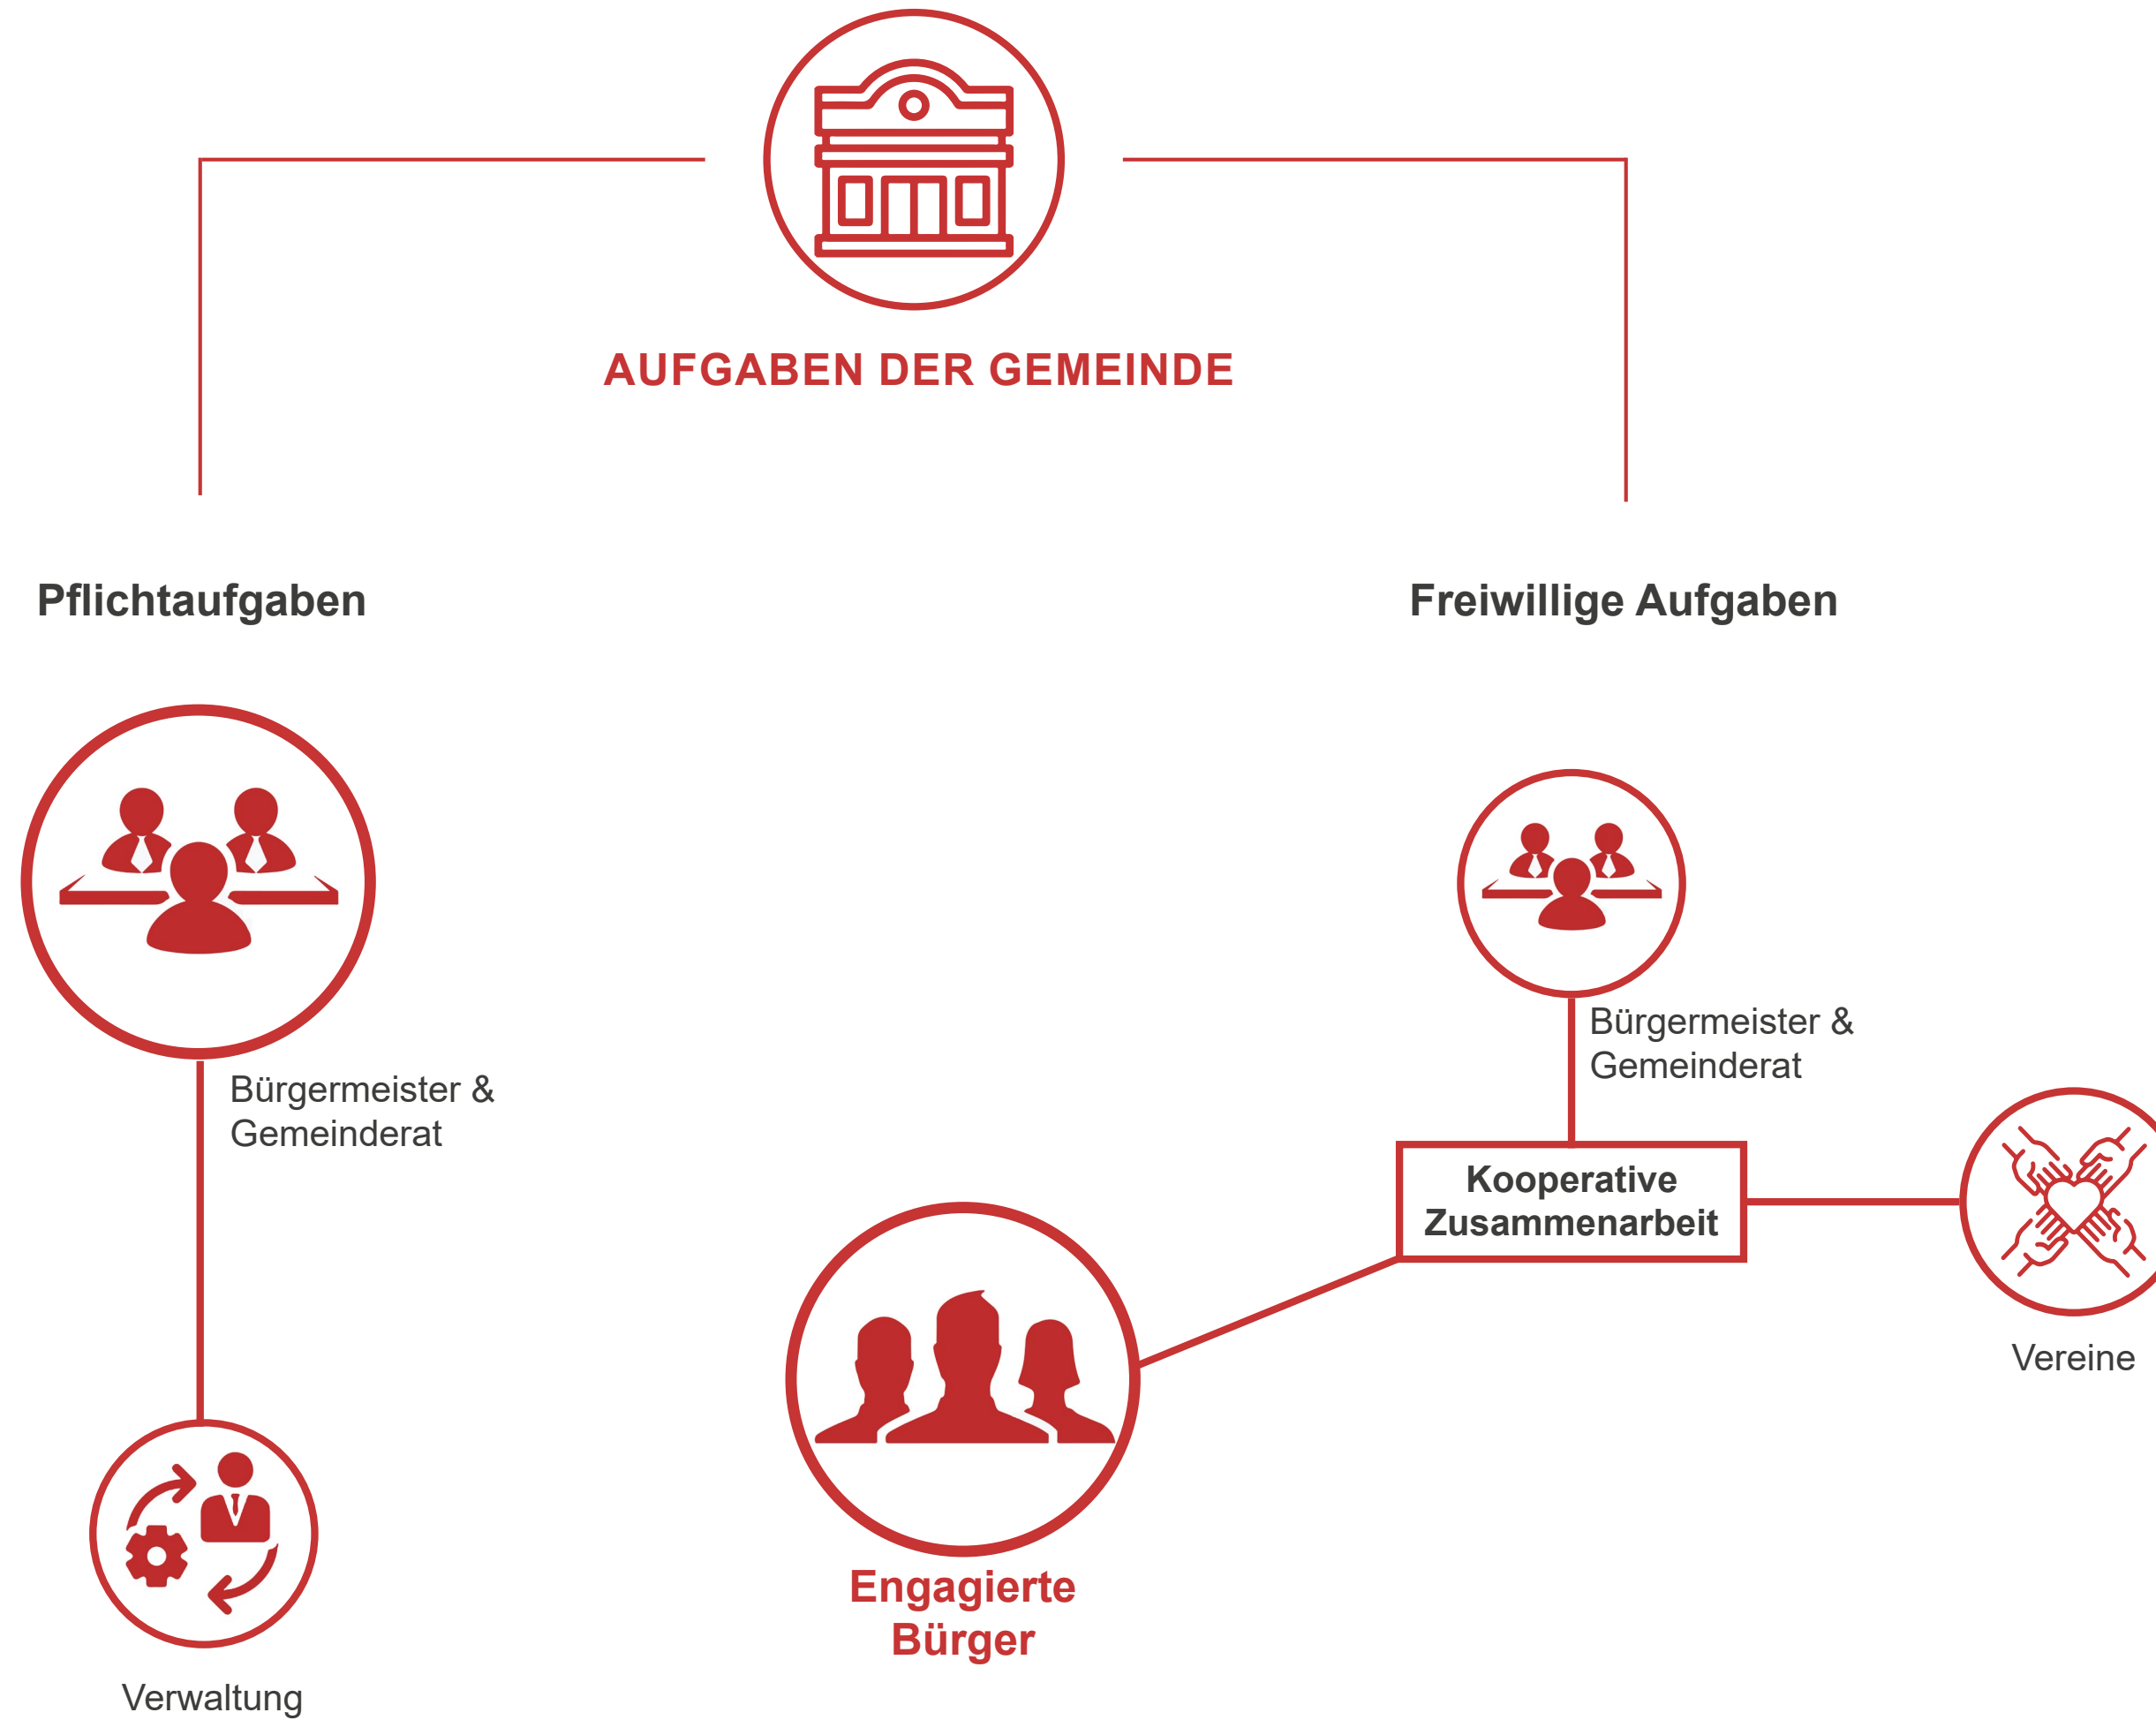 AUFGABEN DER GEMEINDE
Pflichtaufgaben
Freiwillige Aufgaben
Bürgermeister &
Gemeinderat
Bürgermeister &
Gemeinderat
Kooperative
Zusammenarbeit
Vereine
Engagierte
Bürger
Verwaltung